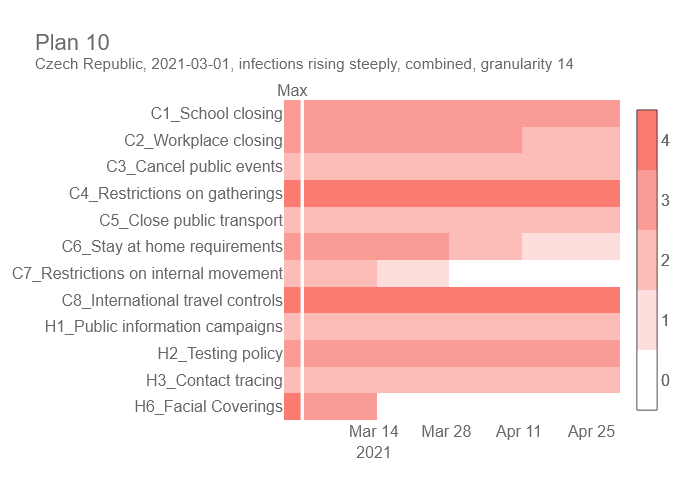 Plan 10
Czech Republic, 2021-03-01, infections rising steeply, combined, granularity 14
Max
C1_School closing
C2_Workplace closing
C3_Cancel public events
C4_Restrictions on gatherings
C5_Close public transport
C6_Stay at home requirements
C7_Restrictions on internal movement
C8_International travel controls
H1_Public information campaigns
H2_Testing policy
H3_Contact tracing
H6_Facial Coverings
4
3
2
1
0
Mar 14 Mar 28 Apr 11 Apr 25
2021